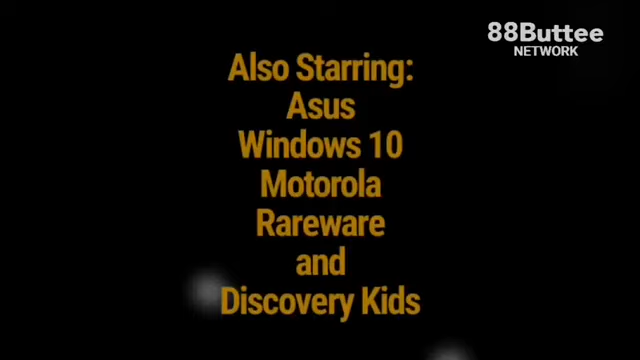 88Buttee
NETWORK
Also Starring:
Asus
Windows 10
Motorola
Rareware
and
Discovery Kids